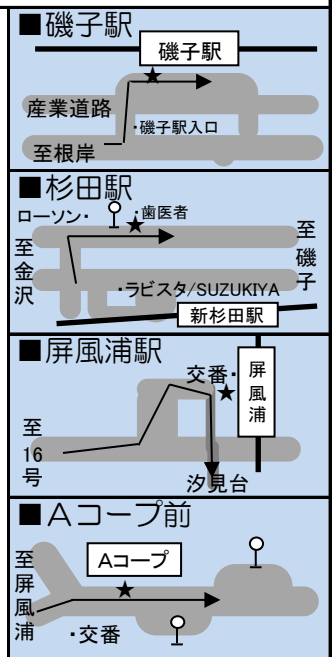 ■磯子駅
磯子駅
産業道路
・磯子駅入口
至根岸
■杉田駅
ローソン・
・歯医者
至金沢
至磯子
・ラビスタ/SUZUKIYA
新杉田駅
■屏風浦駅
交番・
屏風浦
至16号
汐見台
■Aコープ前
至屏風浦
Aコープ
・交番